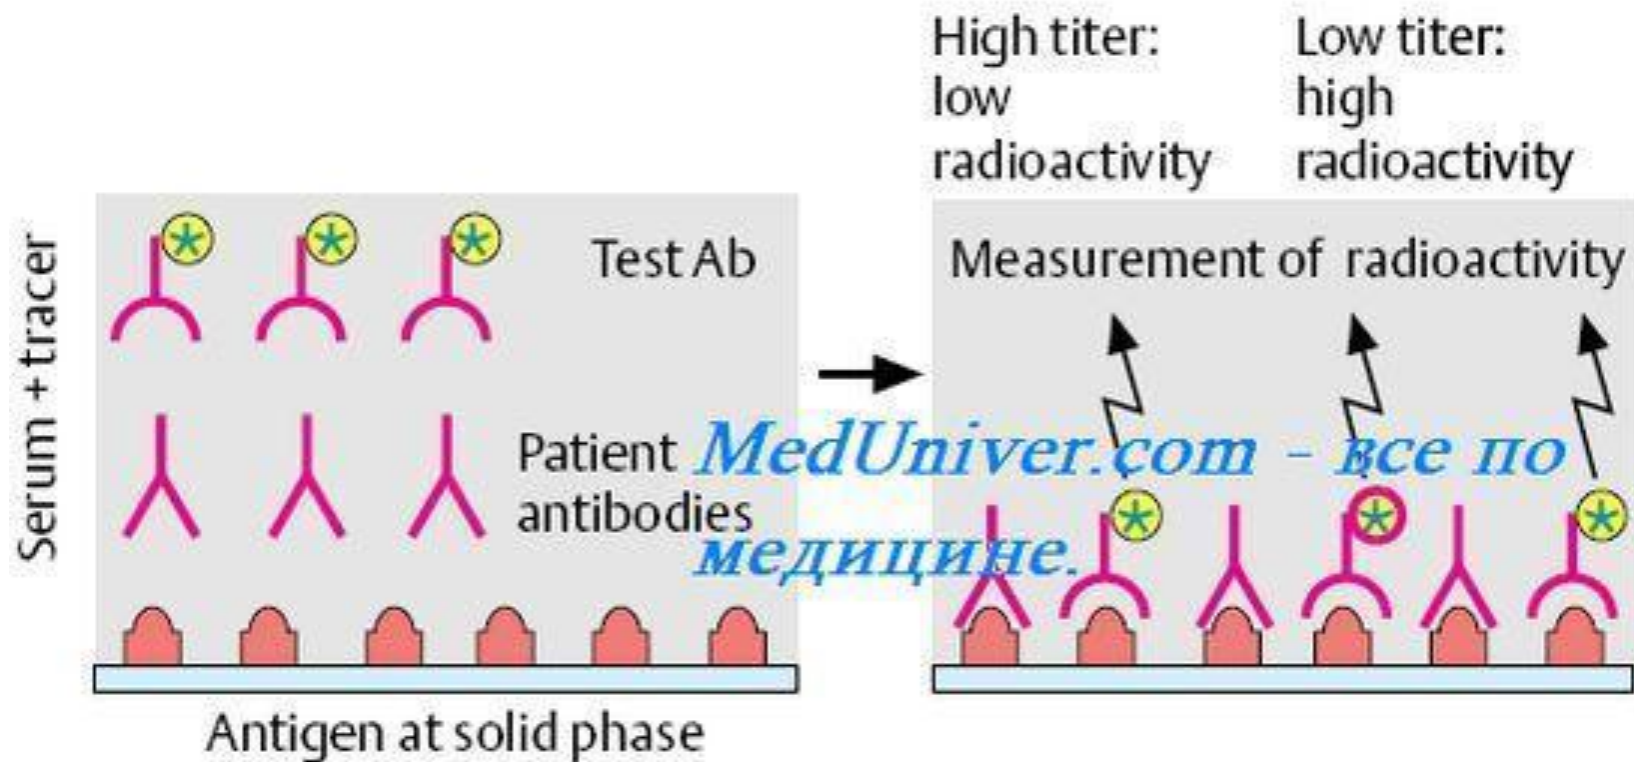 High titer:
low
radioactivity
Low titer:
high
radioactivity
Serum + tracer
Test Ab
Patient
antibodies
Antigen at solid phase
Measurement of radioactivity
MedUniver.com - все по
медицине.